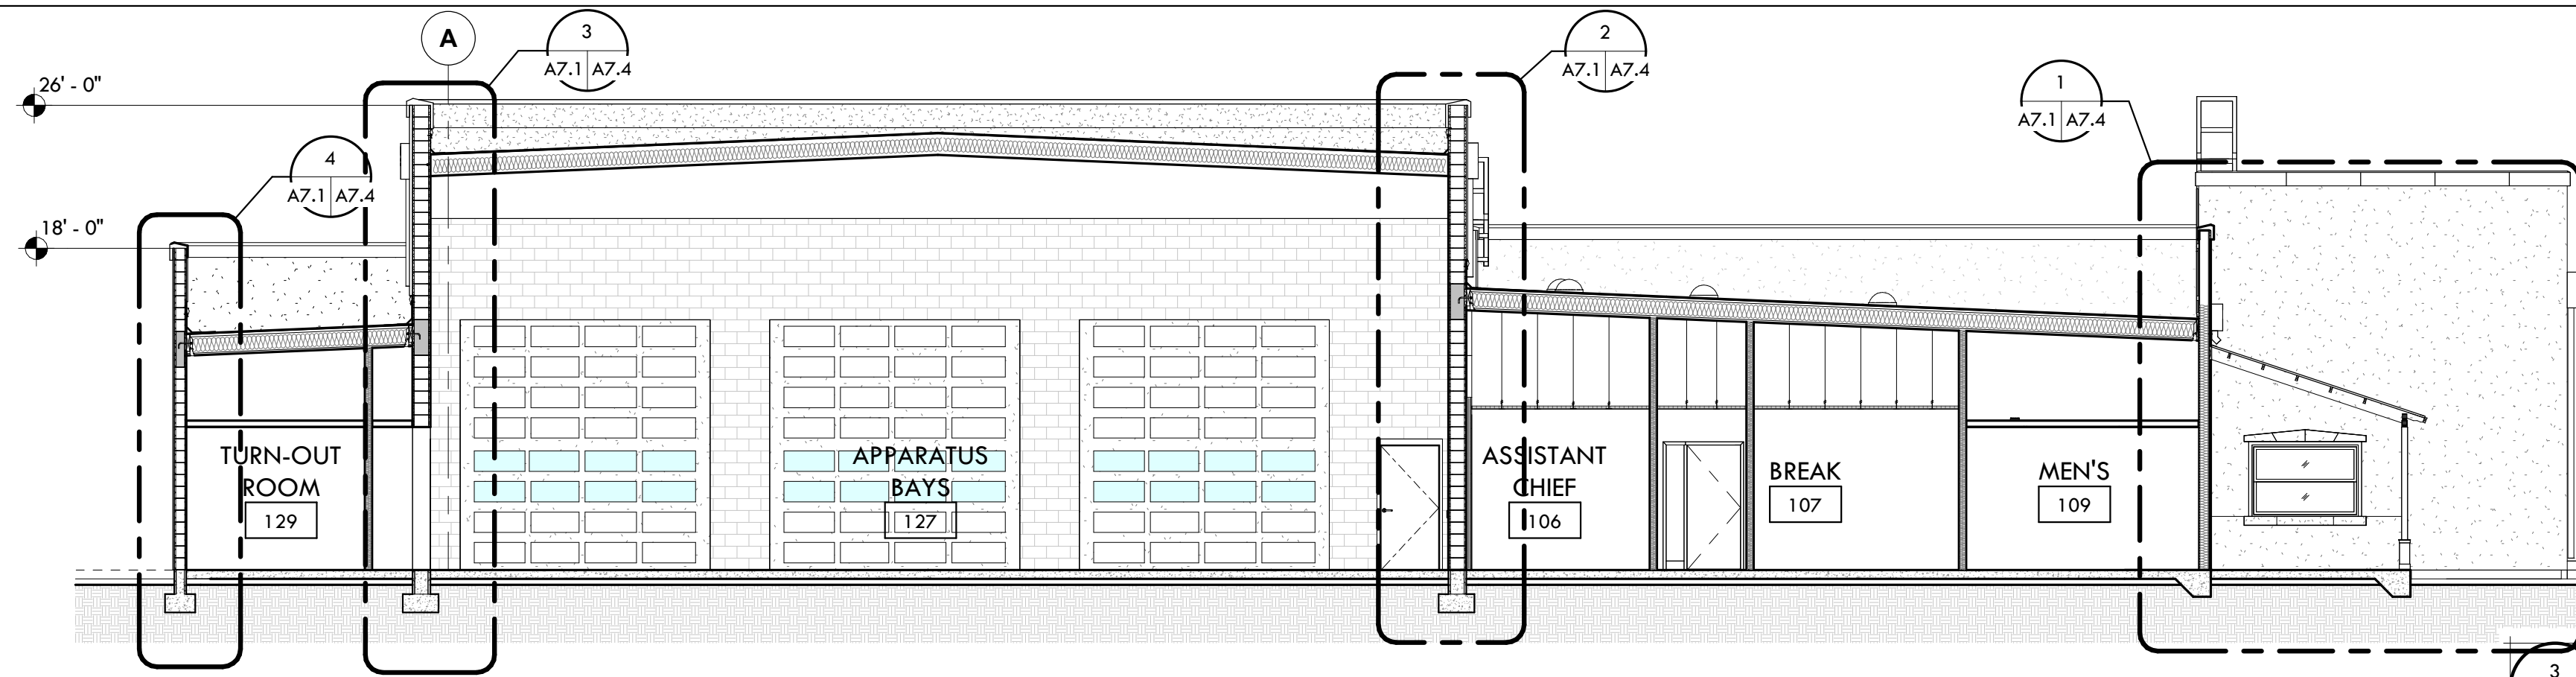 A
3
A7.1 A7.4
2
A7.1 A7.4
1
A7.1 A7.4
26' - 0"
4
A7.1 A7.4
18' - 0"
TURN-OUT
ROOM
129
APPARATUS
BAYS
127
ASSISTANT
CHIEF
106
BREAK
107
MEN'S
109
3